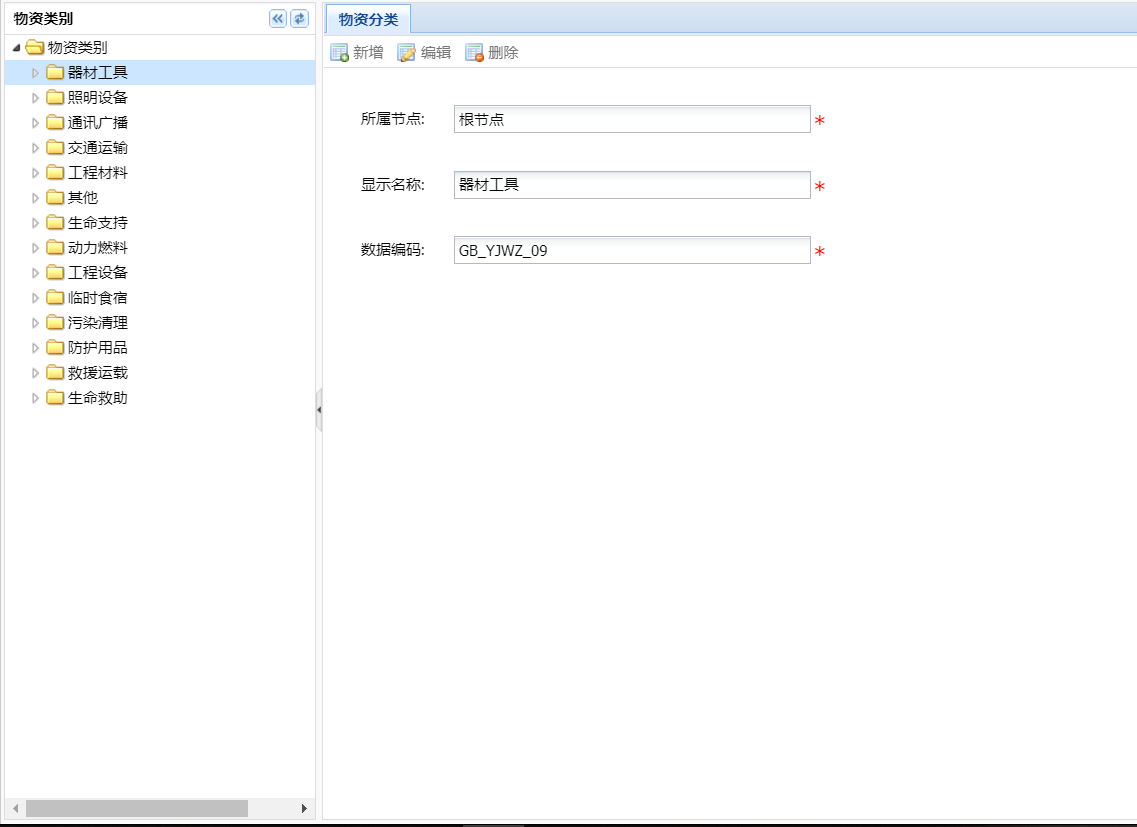 物资类别
物资类别
器材工具
照明设备
通讯广播
交通运输
工程材料
其他
生命支持
动力燃料
工程设备
临时食宿
污染清理
防护用品
救援运载
生命救助
物资分类
新增 编辑 删除
所属节点: 根节点 *
显示名称: 器材工具 *
数据编码: GB_YJWZ_09 *